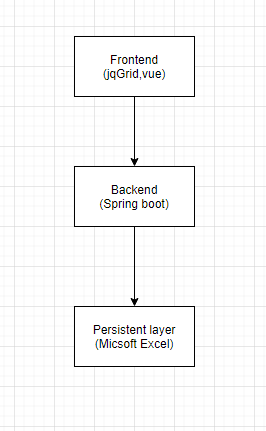 Frontend
(jqGrid,vue)
Backend
(Spring boot)
Persistent layer
(Micsoft Excel)